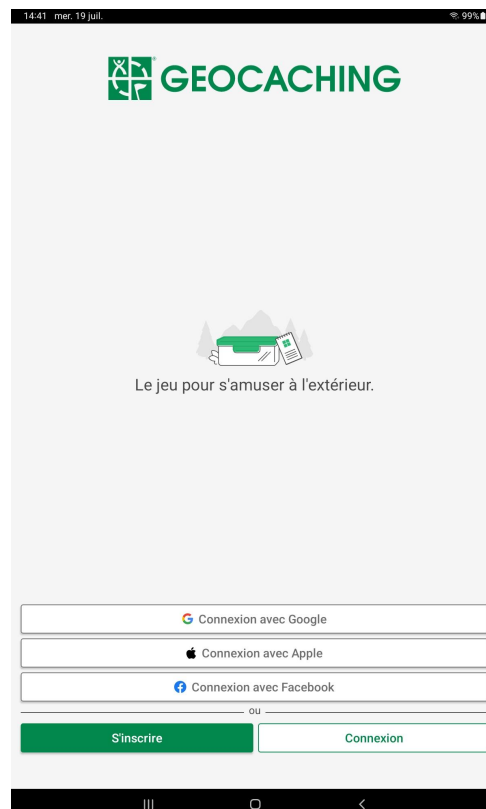 14:41 mer. 19 juil. 99%
GEOCACHING
Le jeu pour s'amuser à l'extérieur.
Connexion avec Google
Connexion avec Apple
Connexion avec Facebook
ou
S'inscrire Connexion